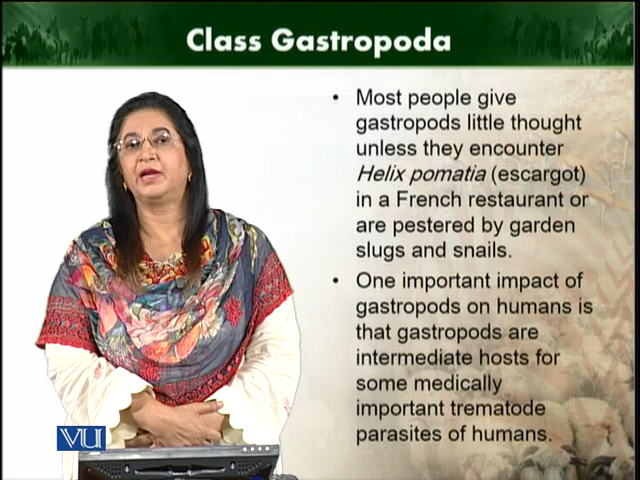 Class Gastropoda
• Most people give
gastropods little thought
unless they encounter
Helix pomatia (escargot)
in a French restaurant or
are pestered by garden
slugs and snails.
• One important impact of
gastropods on humans is
that gastropods are
intermediate hosts for
some medically
important trematode
parasites of humans.
VU